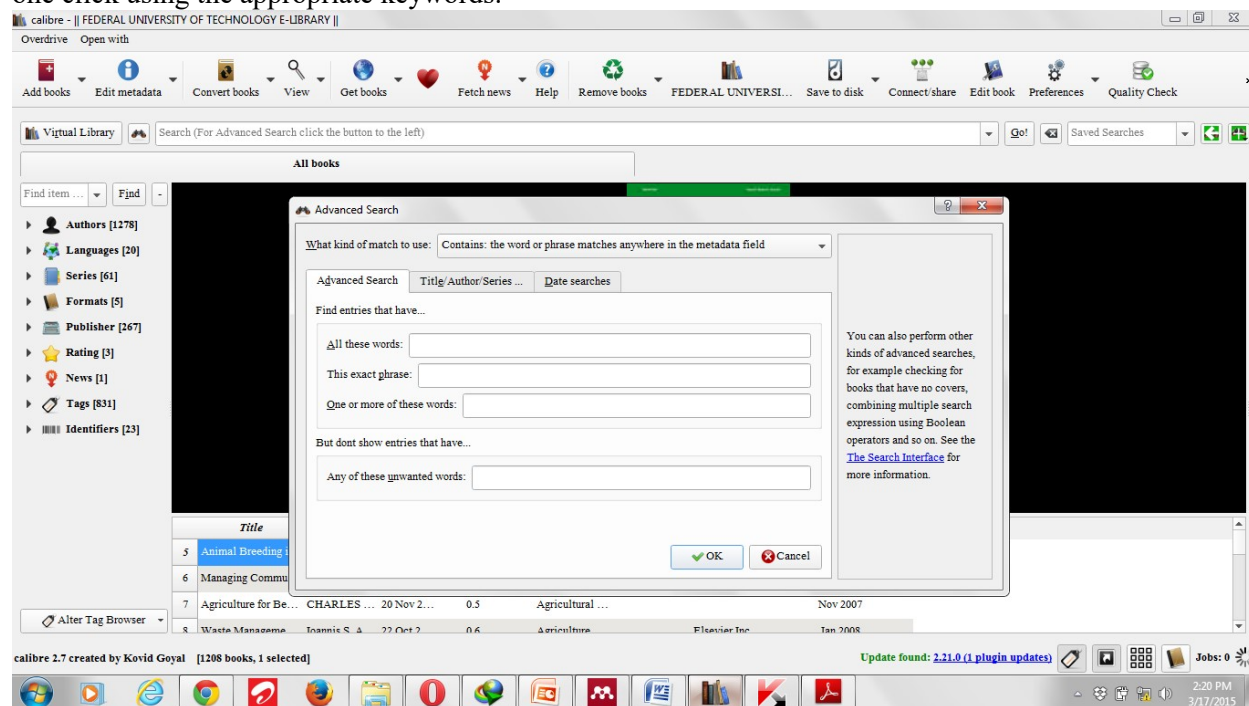 one click using the appropriate keywords.
calibre - || FEDERAL UNIVERSITY OF TECHNOLOGY E-LIBRARY ||
Overdrive Open with
Add books Edit metadata Convert books View Get books Fetch news Help Remove books FEDERAL UNIVERSI... Save to disk Connect/share Edit book Preferences Quality Check
Virtual Library Search (For Advanced Search click the button to the left) Go! Saved Searches
All books
Find item ... Find -
Authors [1278]
Languages [20]
Series [61]
Formats [5]
Publisher [267]
Rating [3]
News [1]
Tags [831]
Identifiers [23]
Advanced Search
What kind of match to use: Contains: the word or phrase matches anywhere in the metadata field
Advanced Search Title/Author/Series ... Date searches
Find entries that have...
All these words:
This exact phrase:
One or more of these words:
But dont show entries that have...
Any of these unwanted words:
OK Cancel
You can also perform other
kinds of advanced searches,
for example checking for
books that have no covers,
combining multiple search
expression using Boolean
operators and so on. See the
The Search Interface for
more information.
Title
5 Animal Breeding i
6 Managing Commu
7 Agriculture for Be... CHARLES ... 20 Nov 2... 0.5 Agricultural ... Nov 2007
8 Waste Manageme Ioannis S. A 22 Oct 2 0.6 Agriculture Elsevier Inc Jan 2008
Alter Tag Browser
calibre 2.7 created by Kovid Goyal [1208 books, 1 selected] Update found: 2.21.0 (1 plugin updates) Jobs: 0
2:20 PM
3/17/2015